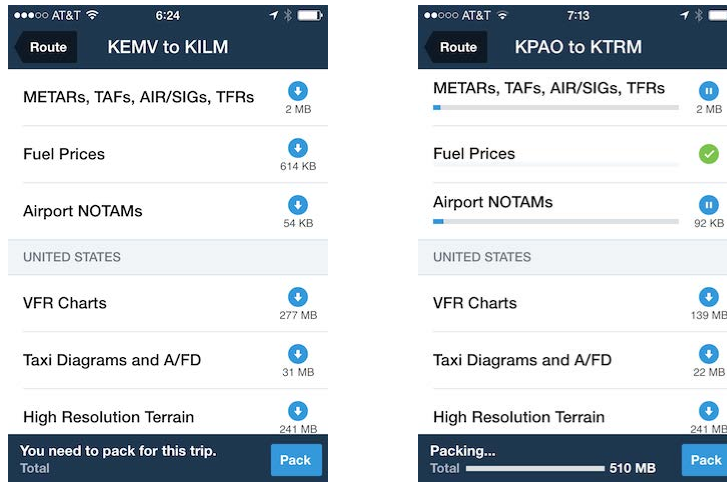 AT&T 6:24
Route KEMV to KILM
METARs, TAFs, AIR/SIGs, TFRs
2 MB
Fuel Prices
614 KB
Airport NOTAMs
54 KB
UNITED STATES
VFR Charts
277 MB
Taxi Diagrams and A/FD
31 MB
High Resolution Terrain
241 MB
You need to pack for this trip.
Total
Pack
AT&T 7:13
Route KPAO to KTRM
METARs, TAFs, AIR/SIGs, TFRs
2 MB
Fuel Prices
Airport NOTAMs
92 KB
UNITED STATES
VFR Charts
139 MB
Taxi Diagrams and A/FD
22 MB
High Resolution Terrain
241 MB
Packing...
Total 510 MB
Pack